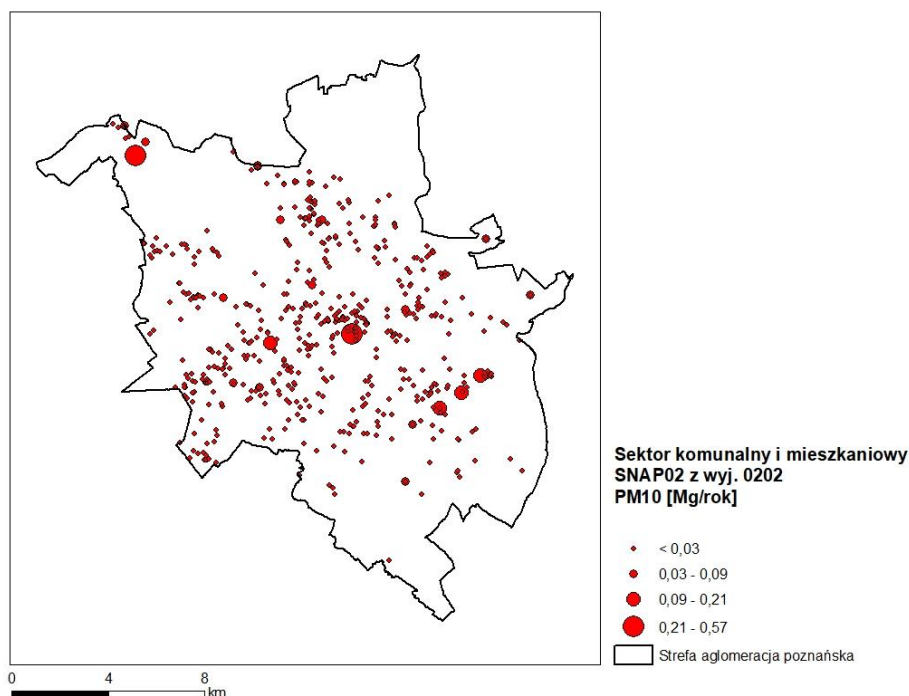 Sektor komunalny i mieszkaniowy
SNAP02 z wyj. 0202
PM10 [Mg/rok]
< 0,03
0,03 - 0,09
0,09 - 0,21
0,21 - 0,57
Strefa aglomeracja poznańska
0 4 8
km